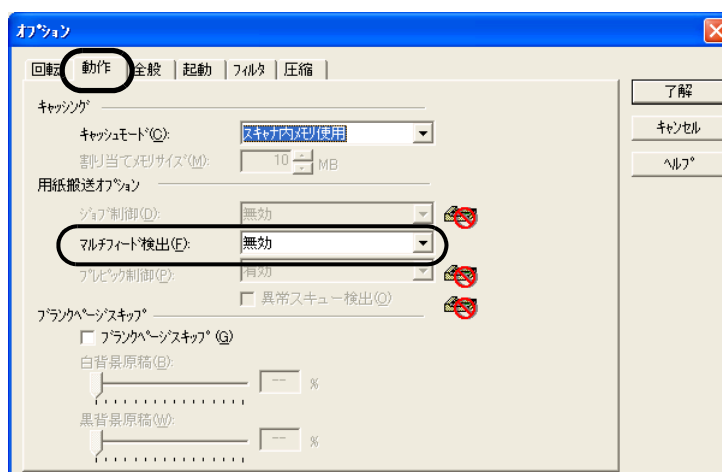 オプション
回転 動作 全般 起動 フィルタ 圧縮
了解
キャンセル
ヘルプ
キャッシング
キャッシュモード(C): スキャナ内メモリ使用
割り当てメモリサイズ(M): 10 MB
用紙搬送オプション
ジョブ制御(D): 無効
マルチフィード検出(F): 無効
プレピック制御(P): 有効
異常スキュー検出(O)
ブランクページスキップ
ブランクページスキップ(G)
白背景原稿(B):
-- %
黒背景原稿(W):
-- %